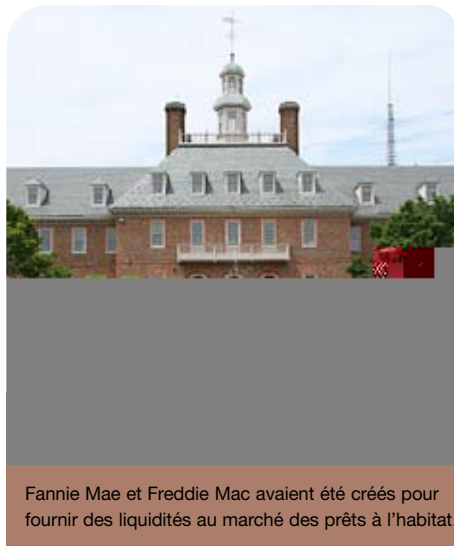 Fannie Mae et Freddie Mac avaient été créés pour
fournir des liquidités au marché des prêts à l'habitat